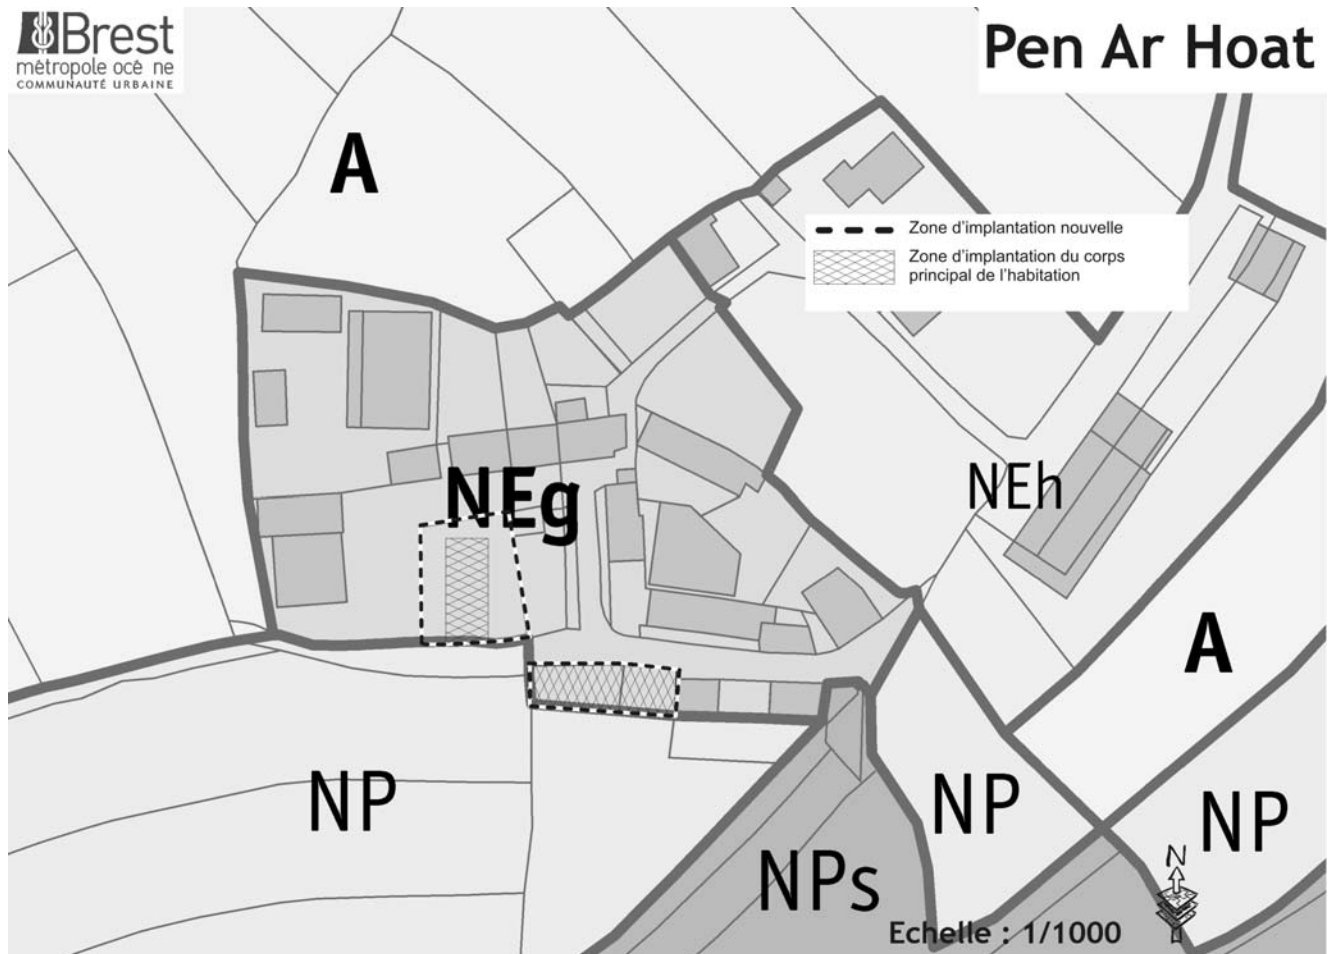 Brest
métropole océ ne
COMMUNAUTÉ URBAINE
Pen Ar Hoat
A
Zone d'implantation nouvelle
Zone d'implantation du corps
principal de l'habitation
NEg
NEh
A
NP
NP
NP
NPs
N
Echelle : 1/1000